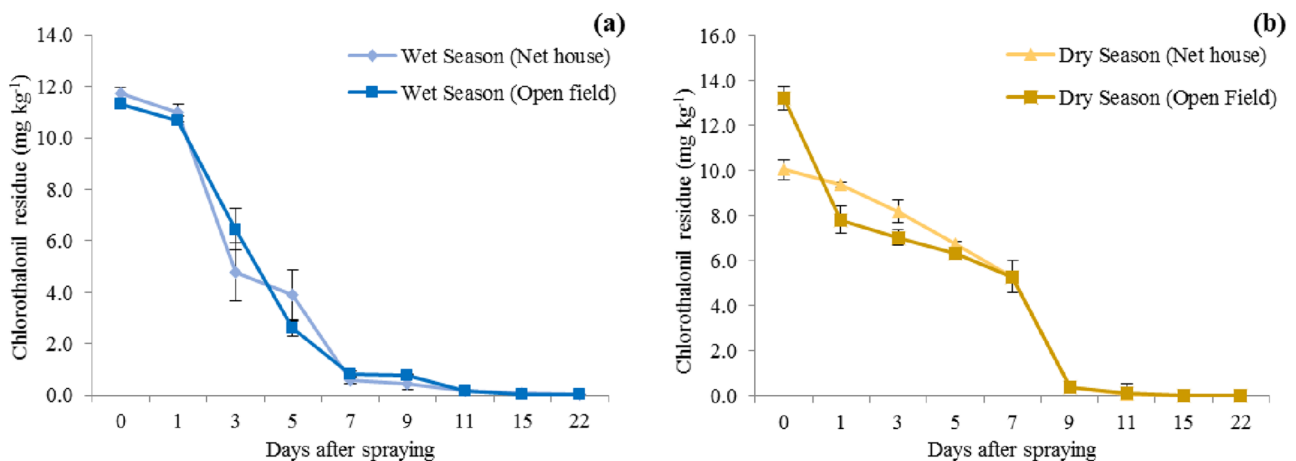 (a)
Wet Season (Net house)
Wet Season (Open field)
Chlorothalonil residue (mg kg⁻¹)
14.0
12.0
10.0
8.0
6.0
4.0
2.0
0.0
0 1 3 5 7 9 11 15 22
Days after spraying
(b)
Dry Season (Net house)
Dry Season (Open Field)
Chlorothalonil residue (mg kg⁻¹)
16.0
14.0
12.0
10.0
8.0
6.0
4.0
2.0
0.0
0 1 3 5 7 9 11 15 22
Days after spraying